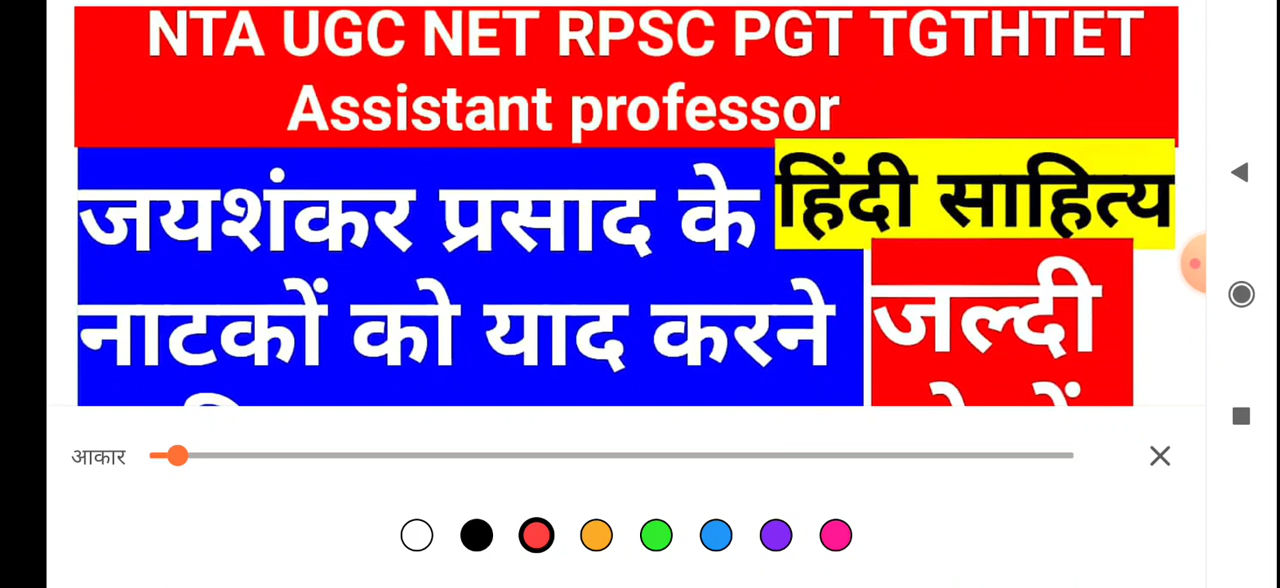 NTA UGC NET RPSC PGT TGTHTET
Assistant professor
हिंदी साहित्य
जयशंकर प्रसाद के
नाटकों को याद करने
जल्दी
आकार